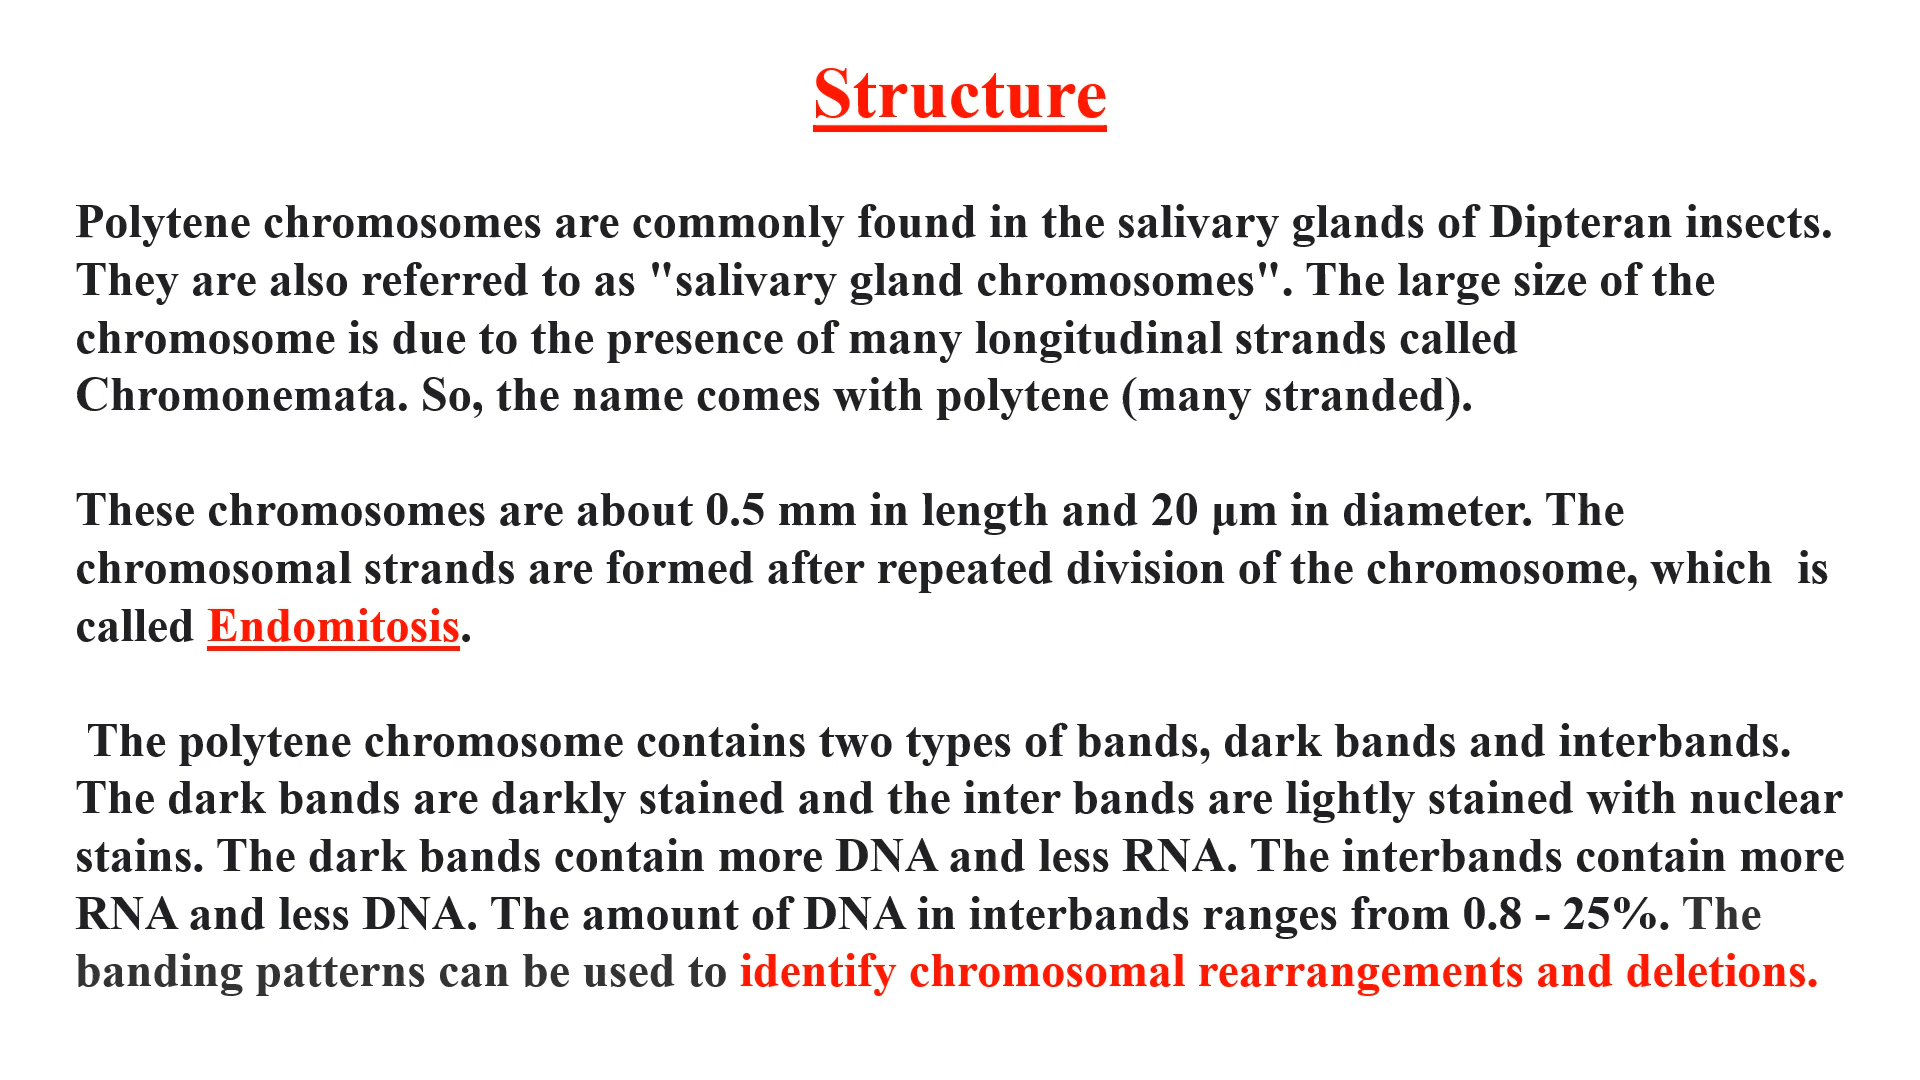 Structure
Polytene chromosomes are commonly found in the salivary glands of Dipteran insects.
They are also referred to as "salivary gland chromosomes". The large size of the
chromosome is due to the presence of many longitudinal strands called
Chromonemata. So, the name comes with polytene (many stranded).
These chromosomes are about 0.5 mm in length and 20 μm in diameter. The
chromosomal strands are formed after repeated division of the chromosome, which  is
called Endomitosis.
The polytene chromosome contains two types of bands, dark bands and interbands.
The dark bands are darkly stained and the inter bands are lightly stained with nuclear
stains. The dark bands contain more DNA and less RNA. The interbands contain more
RNA and less DNA. The amount of DNA in interbands ranges from 0.8 - 25%. The
banding patterns can be used to identify chromosomal rearrangements and deletions.